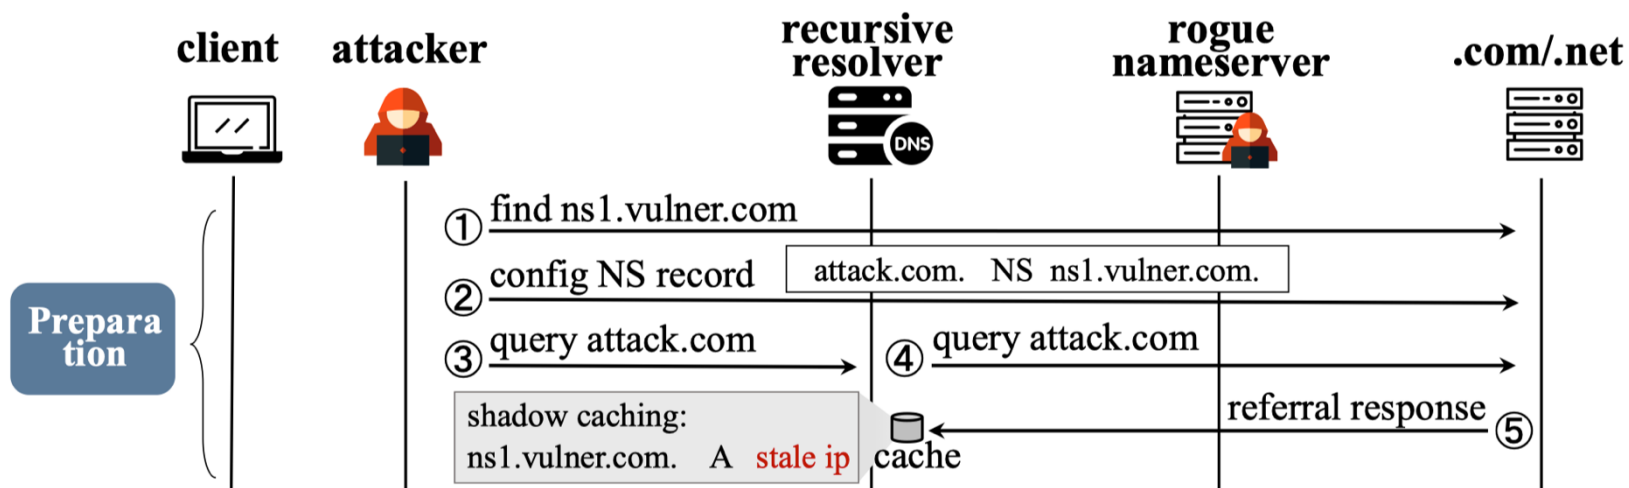 client
attacker
recursive
resolver
rogue
nameserver
.com/.net
DNS
① find ns1.vulner.com
attack.com. NS ns1.vulner.com.
② config NS record
Prepara
tion
③ query attack.com
④ query attack.com
referral response ⑤
shadow caching:
ns1.vulner.com. A stale ip
cache